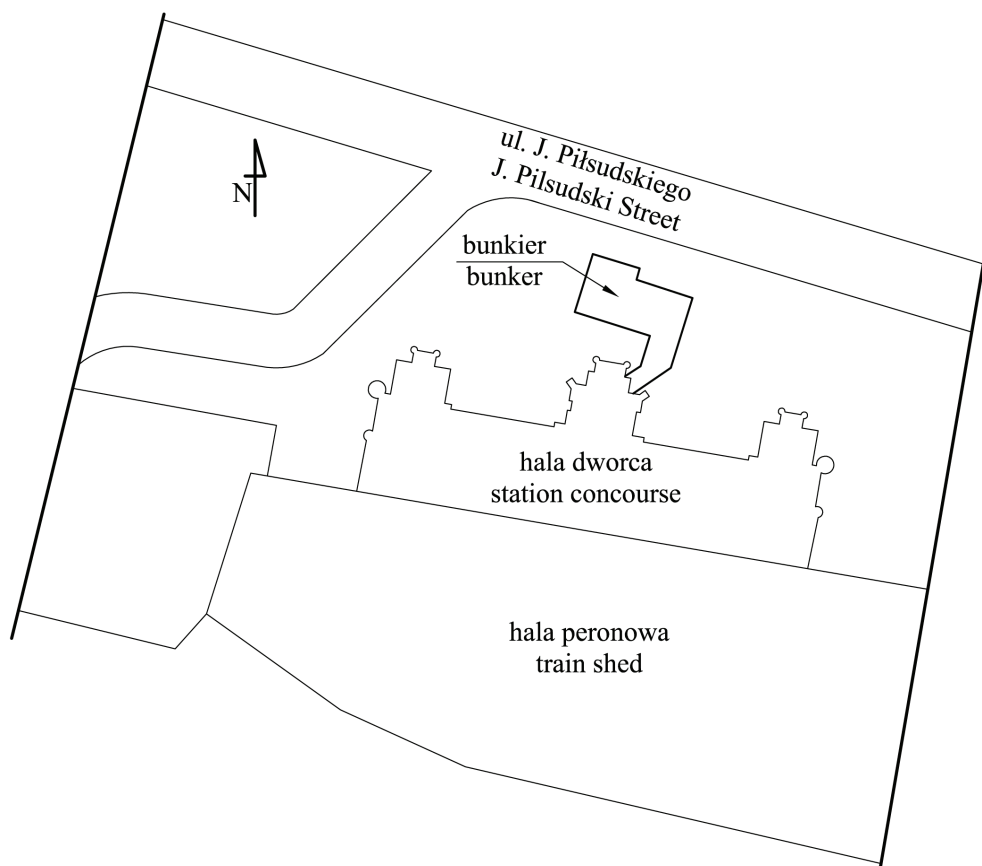 ul. J. Piłsudskiego
J. Pilsudski Street
N
bunkier
bunker
hala dworca
station concourse
hala peronowa
train shed